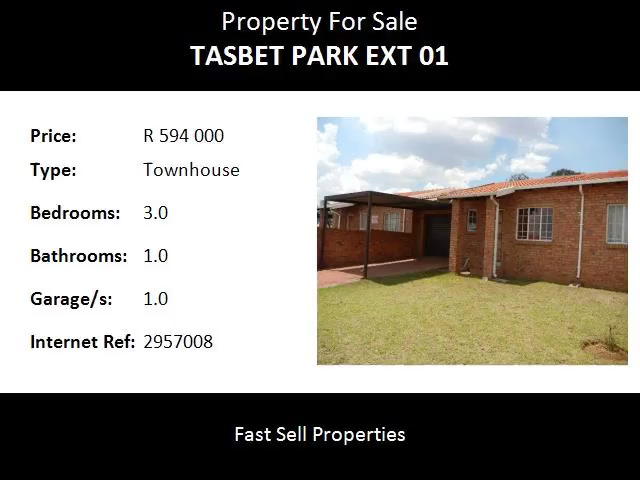 Property For Sale
TASBET PARK EXT 01
Price: R 594 000
Type: Townhouse
Bedrooms: 3.0
Bathrooms: 1.0
Garage/s: 1.0
Internet Ref: 2957008
Fast Sell Properties